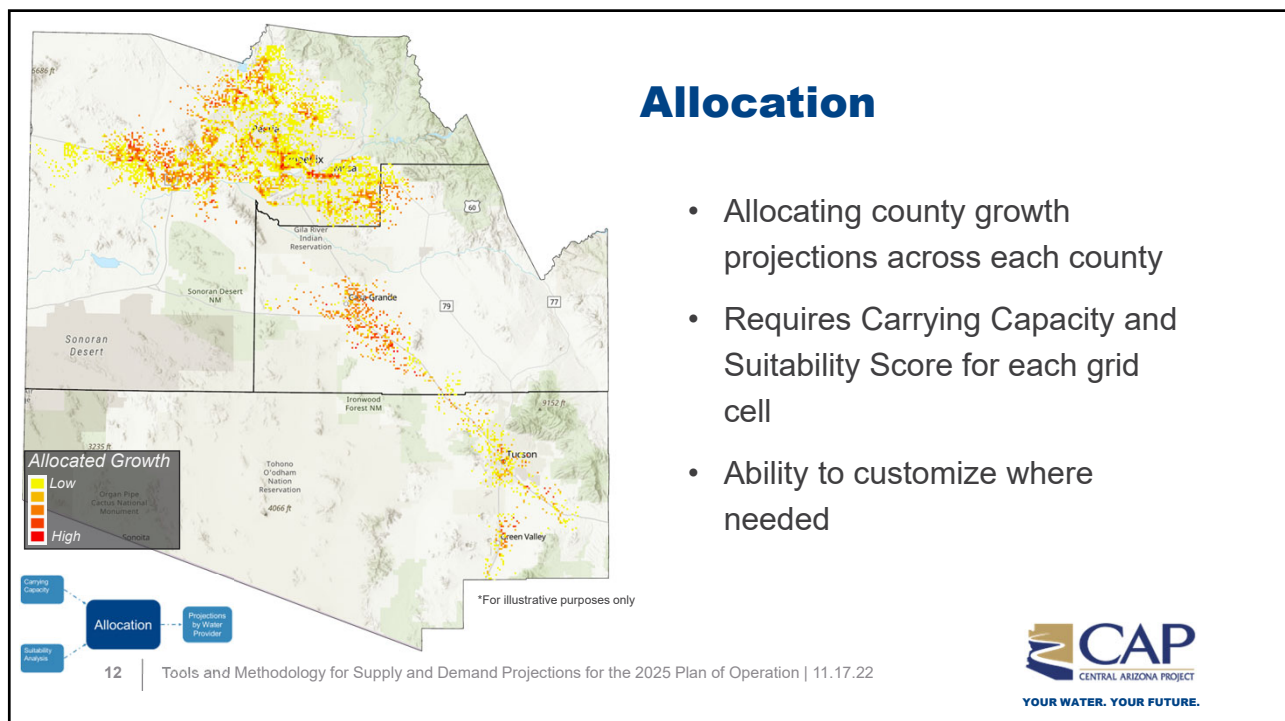 Allocation
• Allocating county growth
projections across each county
• Requires Carrying Capacity and
Suitability Score for each grid
cell
• Ability to customize where
needed
5686 ft
Peoria
Phoenix
Mesa
60
Gila River
Indian
Reservation
Sonoran Desert
NM
Casa Grande
79
77
Sonoran
Desert
Ironwood
Forest NM
9152 ft
3235 ft
Tucson
Tohono
O'odham
Nation
Reservation
4066 ft
Organ Pipe
Cactus National
Monument
Sonoita
Green Valley
Allocated Growth
Low
High
*For illustrative purposes only
Carrying
Capacity
Allocation
Projections
by Water
Provider
Suitability
Analysis
12 | Tools and Methodology for Supply and Demand Projections for the 2025 Plan of Operation | 11.17.22
CAP
CENTRAL ARIZONA PROJECT
YOUR WATER. YOUR FUTURE.